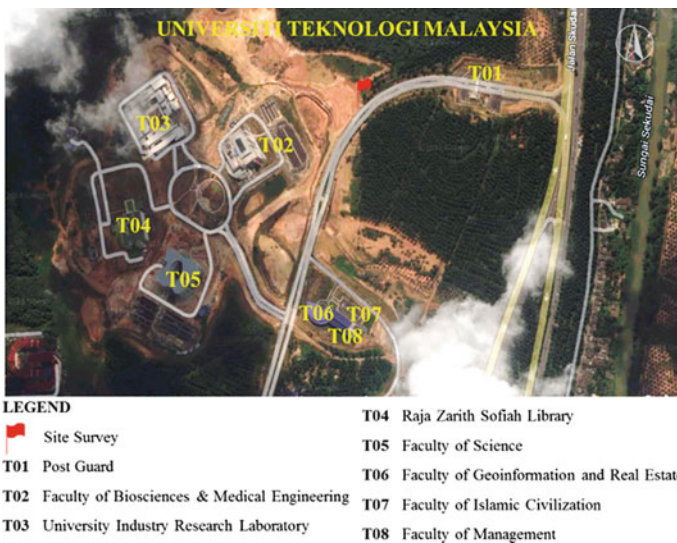 UNIVERSITI TEKNOLOGI MALAYSIA
T01
Jalan Skudai
Sungai Sekudai
T03
T02
T04
T05
T06
T07
T08
LEGEND
Site Survey
T01 Post Guard
T02 Faculty of Biosciences & Medical Engineering
T03 University Industry Research Laboratory
T04 Raja Zarith Sofiah Library
T05 Faculty of Science
T06 Faculty of Geoinformation and Real Estat
T07 Faculty of Islamic Civilization
T08 Faculty of Management